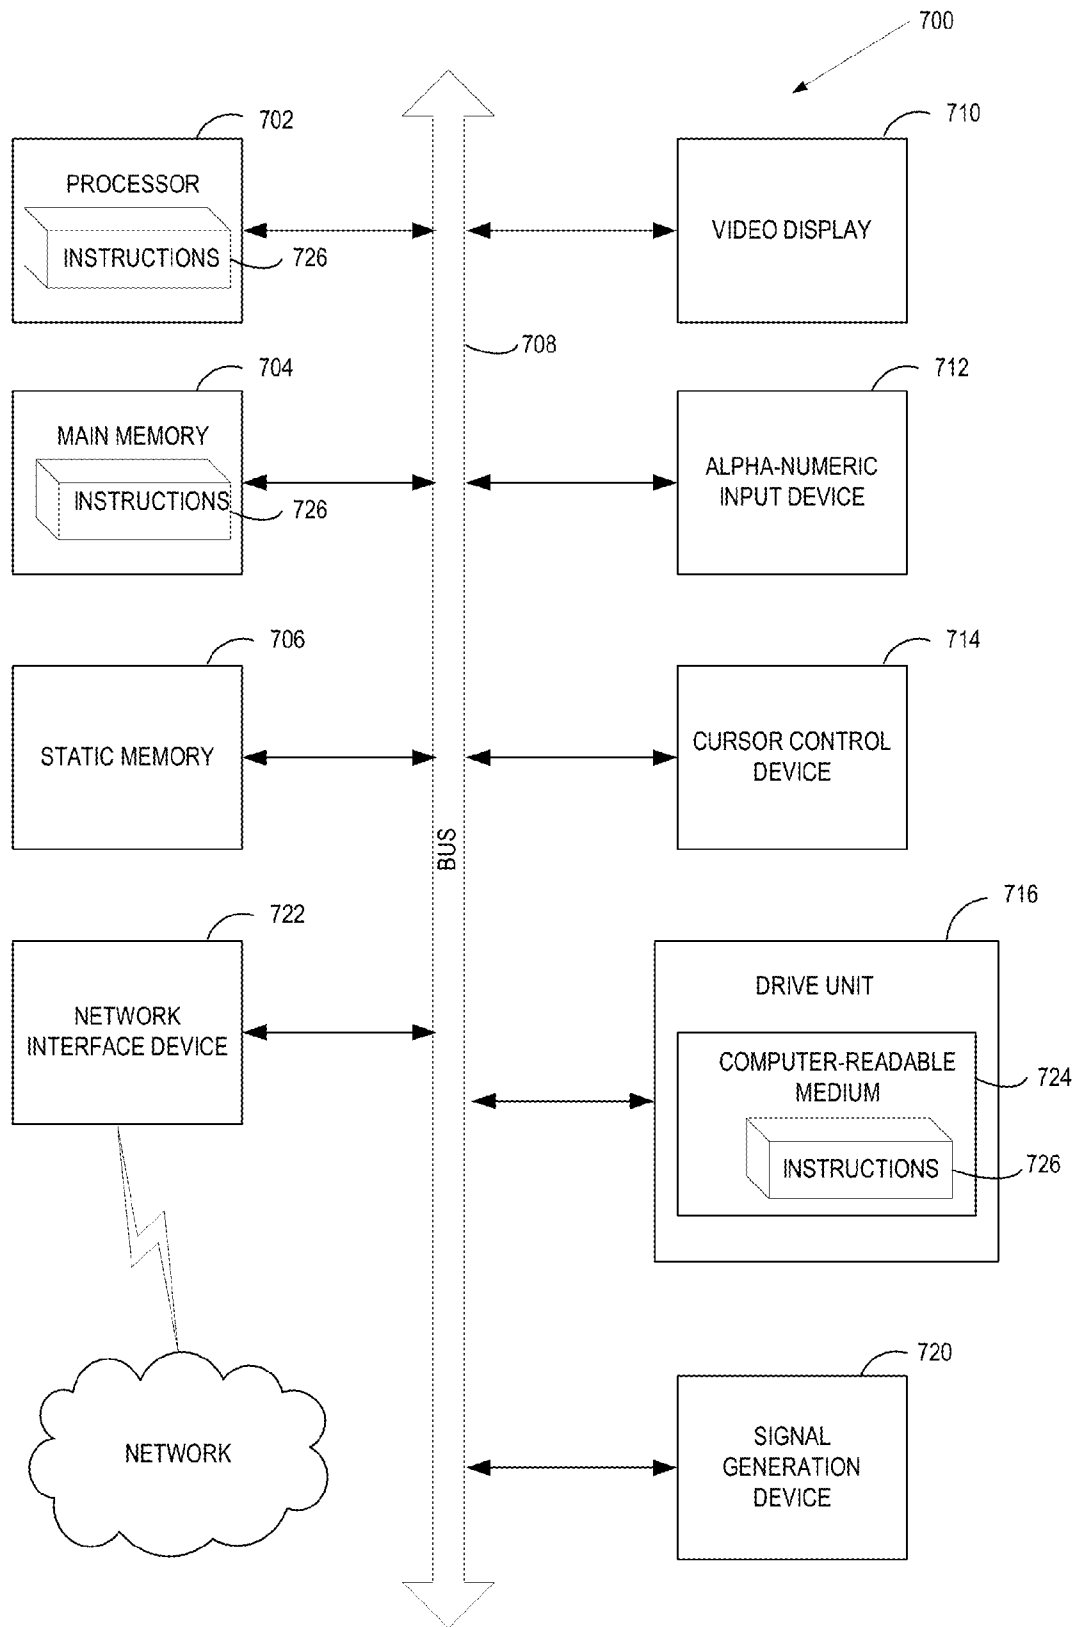 700
702
PROCESSOR
INSTRUCTIONS
726
710
VIDEO DISPLAY
708
704
MAIN MEMORY
INSTRUCTIONS
726
712
ALPHA-NUMERIC
INPUT DEVICE
706
STATIC MEMORY
714
CURSOR CONTROL
DEVICE
BUS
722
NETWORK
INTERFACE DEVICE
716
DRIVE UNIT
COMPUTER-READABLE
MEDIUM
724
INSTRUCTIONS
726
NETWORK
720
SIGNAL
GENERATION
DEVICE